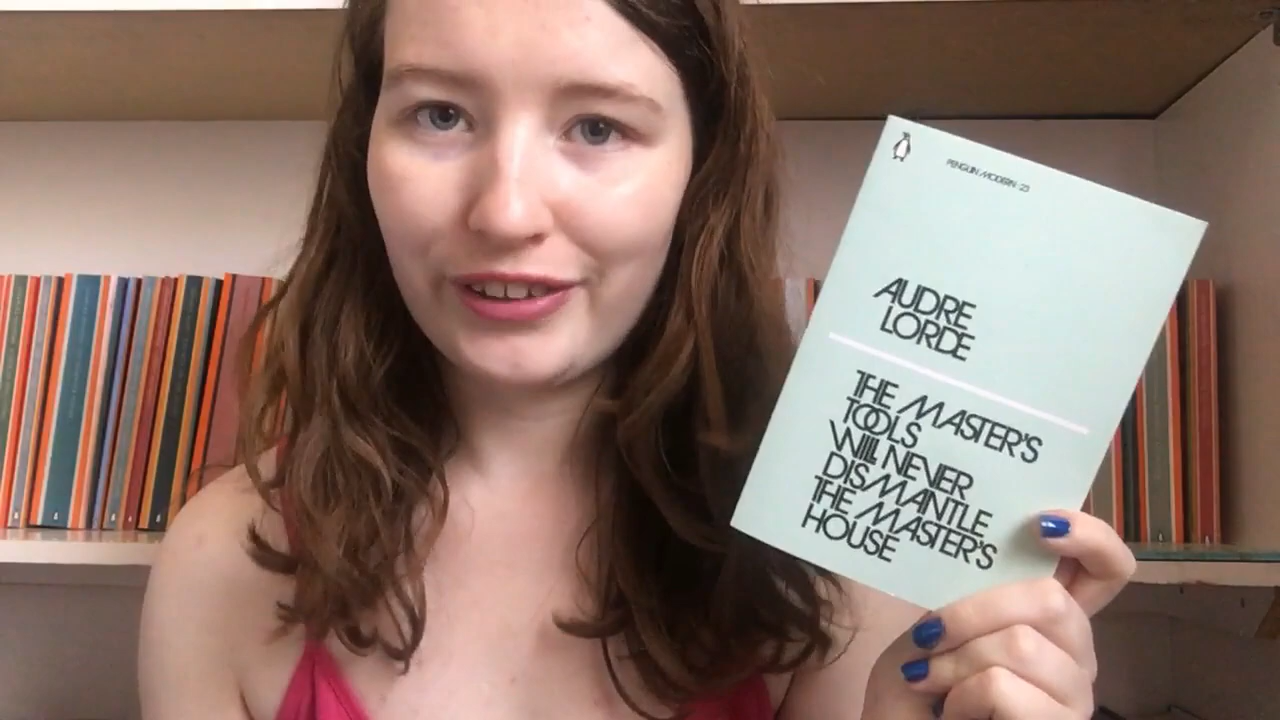 PENGUIN MODERN · 23
AUDRE
LORDE
THE MASTER'S
TOOLS
WILL NEVER
DISMANTLE
THE MASTER'S
HOUSE